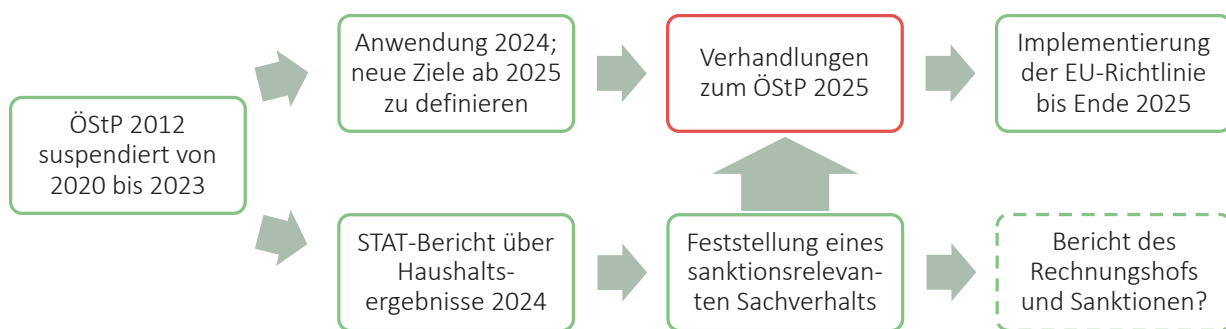 ÖStP 2012
suspendiert von
2020 bis 2023
Anwendung 2024;
neue Ziele ab 2025
zu definieren
Verhandlungen
zum ÖStP 2025
Implementierung
der EU-Richtlinie
bis Ende 2025
STAT-Bericht über
Haushalts-
ergebnisse 2024
Feststellung eines
sanktionsrelevan-
ten Sachverhalts
Bericht des
Rechnungshofs
und Sanktionen?